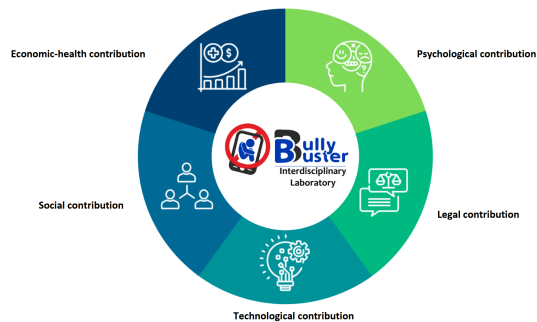 Economic-health contribution
Psychological contribution
Bully
Buster
Interdisciplinary
Laboratory
Social contribution
Legal contribution
Technological contribution